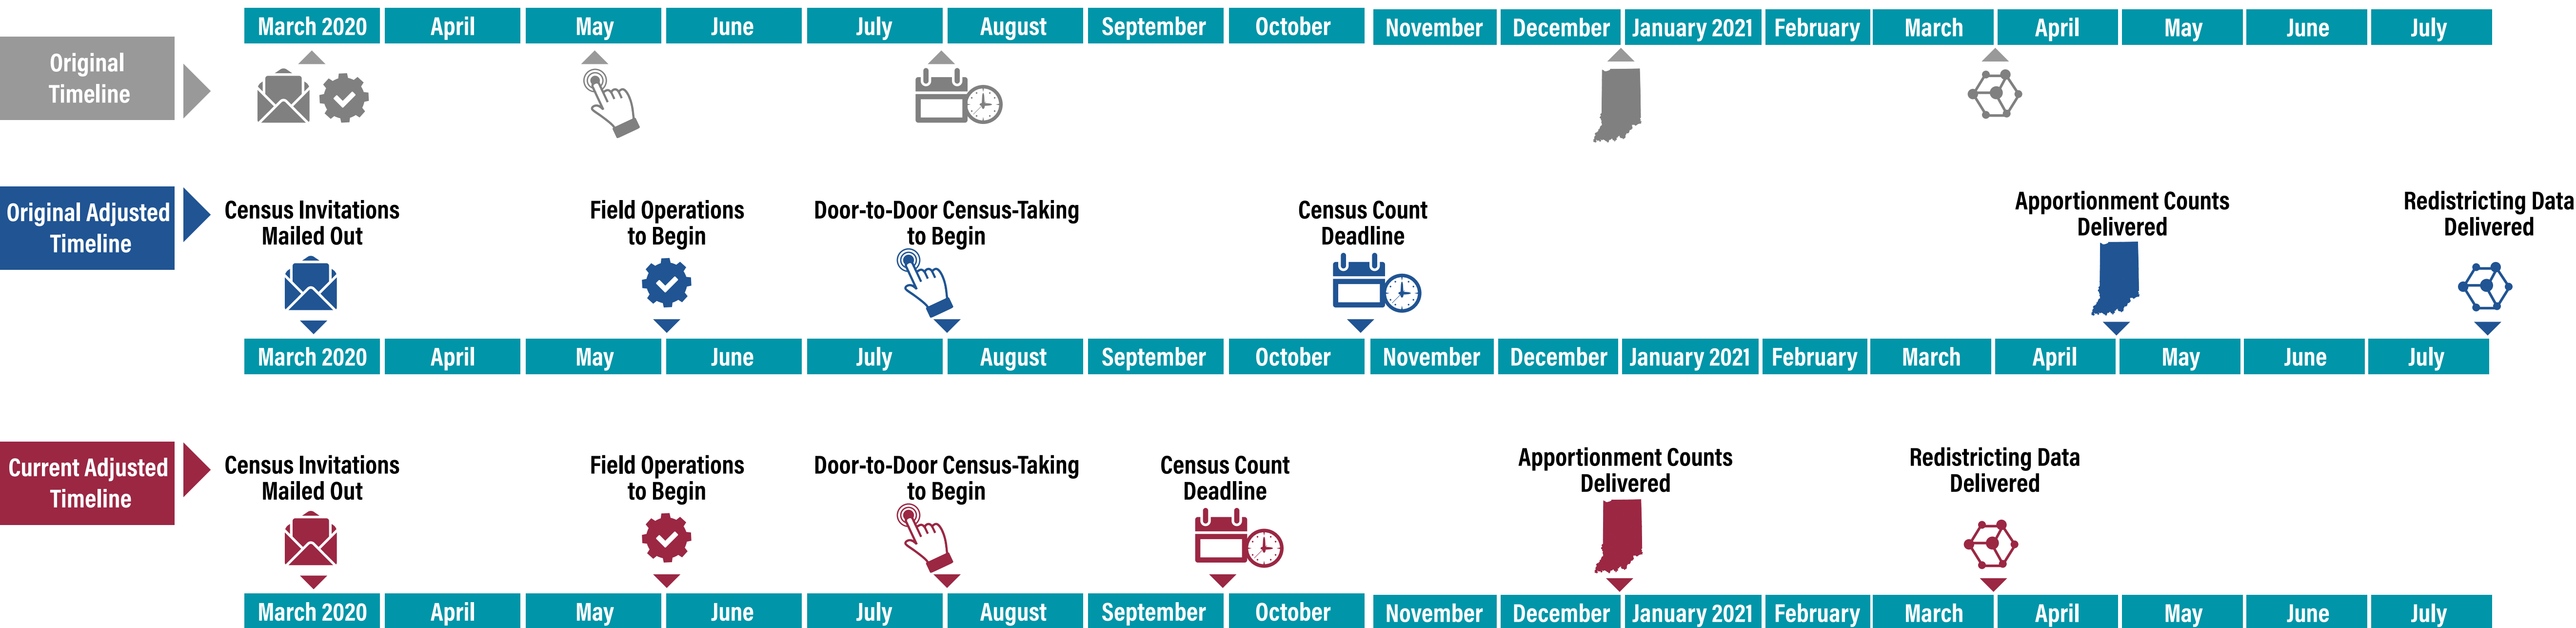 March 2020 April May June July August September October November December January 2021 February March April May June July
Original
Timeline
Original Adjusted
Timeline
Census Invitations
Mailed Out
Field Operations
to Begin
Door-to-Door Census-Taking
to Begin
Census Count
Deadline
Apportionment Counts
Delivered
Redistricting Data
Delivered
March 2020 April May June July August September October November December January 2021 February March April May June July
Current Adjusted
Timeline
Census Invitations
Mailed Out
Field Operations
to Begin
Door-to-Door Census-Taking
to Begin
Census Count
Deadline
Apportionment Counts
Delivered
Redistricting Data
Delivered
March 2020 April May June July August September October November December January 2021 February March April May June July